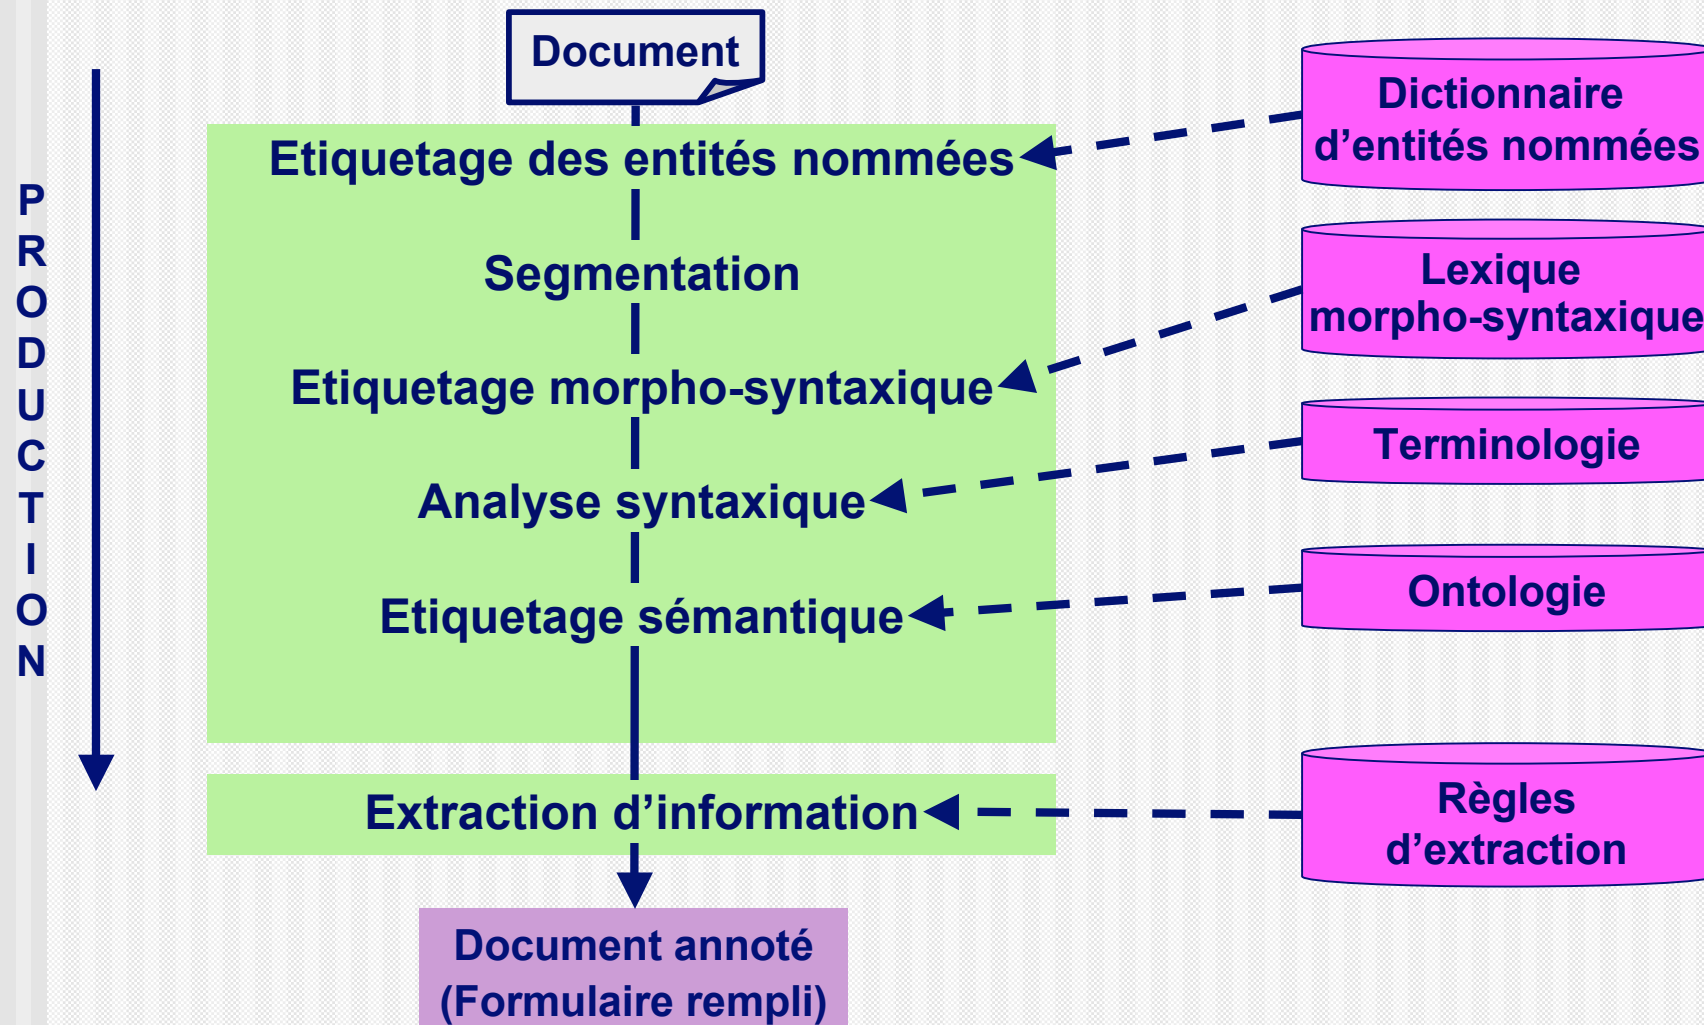 Document
Etiquetage des entités nommées
Segmentation
Etiquetage morpho-syntaxique
Analyse syntaxique
Etiquetage sémantique
Extraction d’information
Document annoté
(Formulaire rempli)
P
R
O
D
U
C
T
I
O
N
Dictionnaire
d’entités nommées
Lexique
morpho-syntaxique
Terminologie
Ontologie
Règles
d’extraction